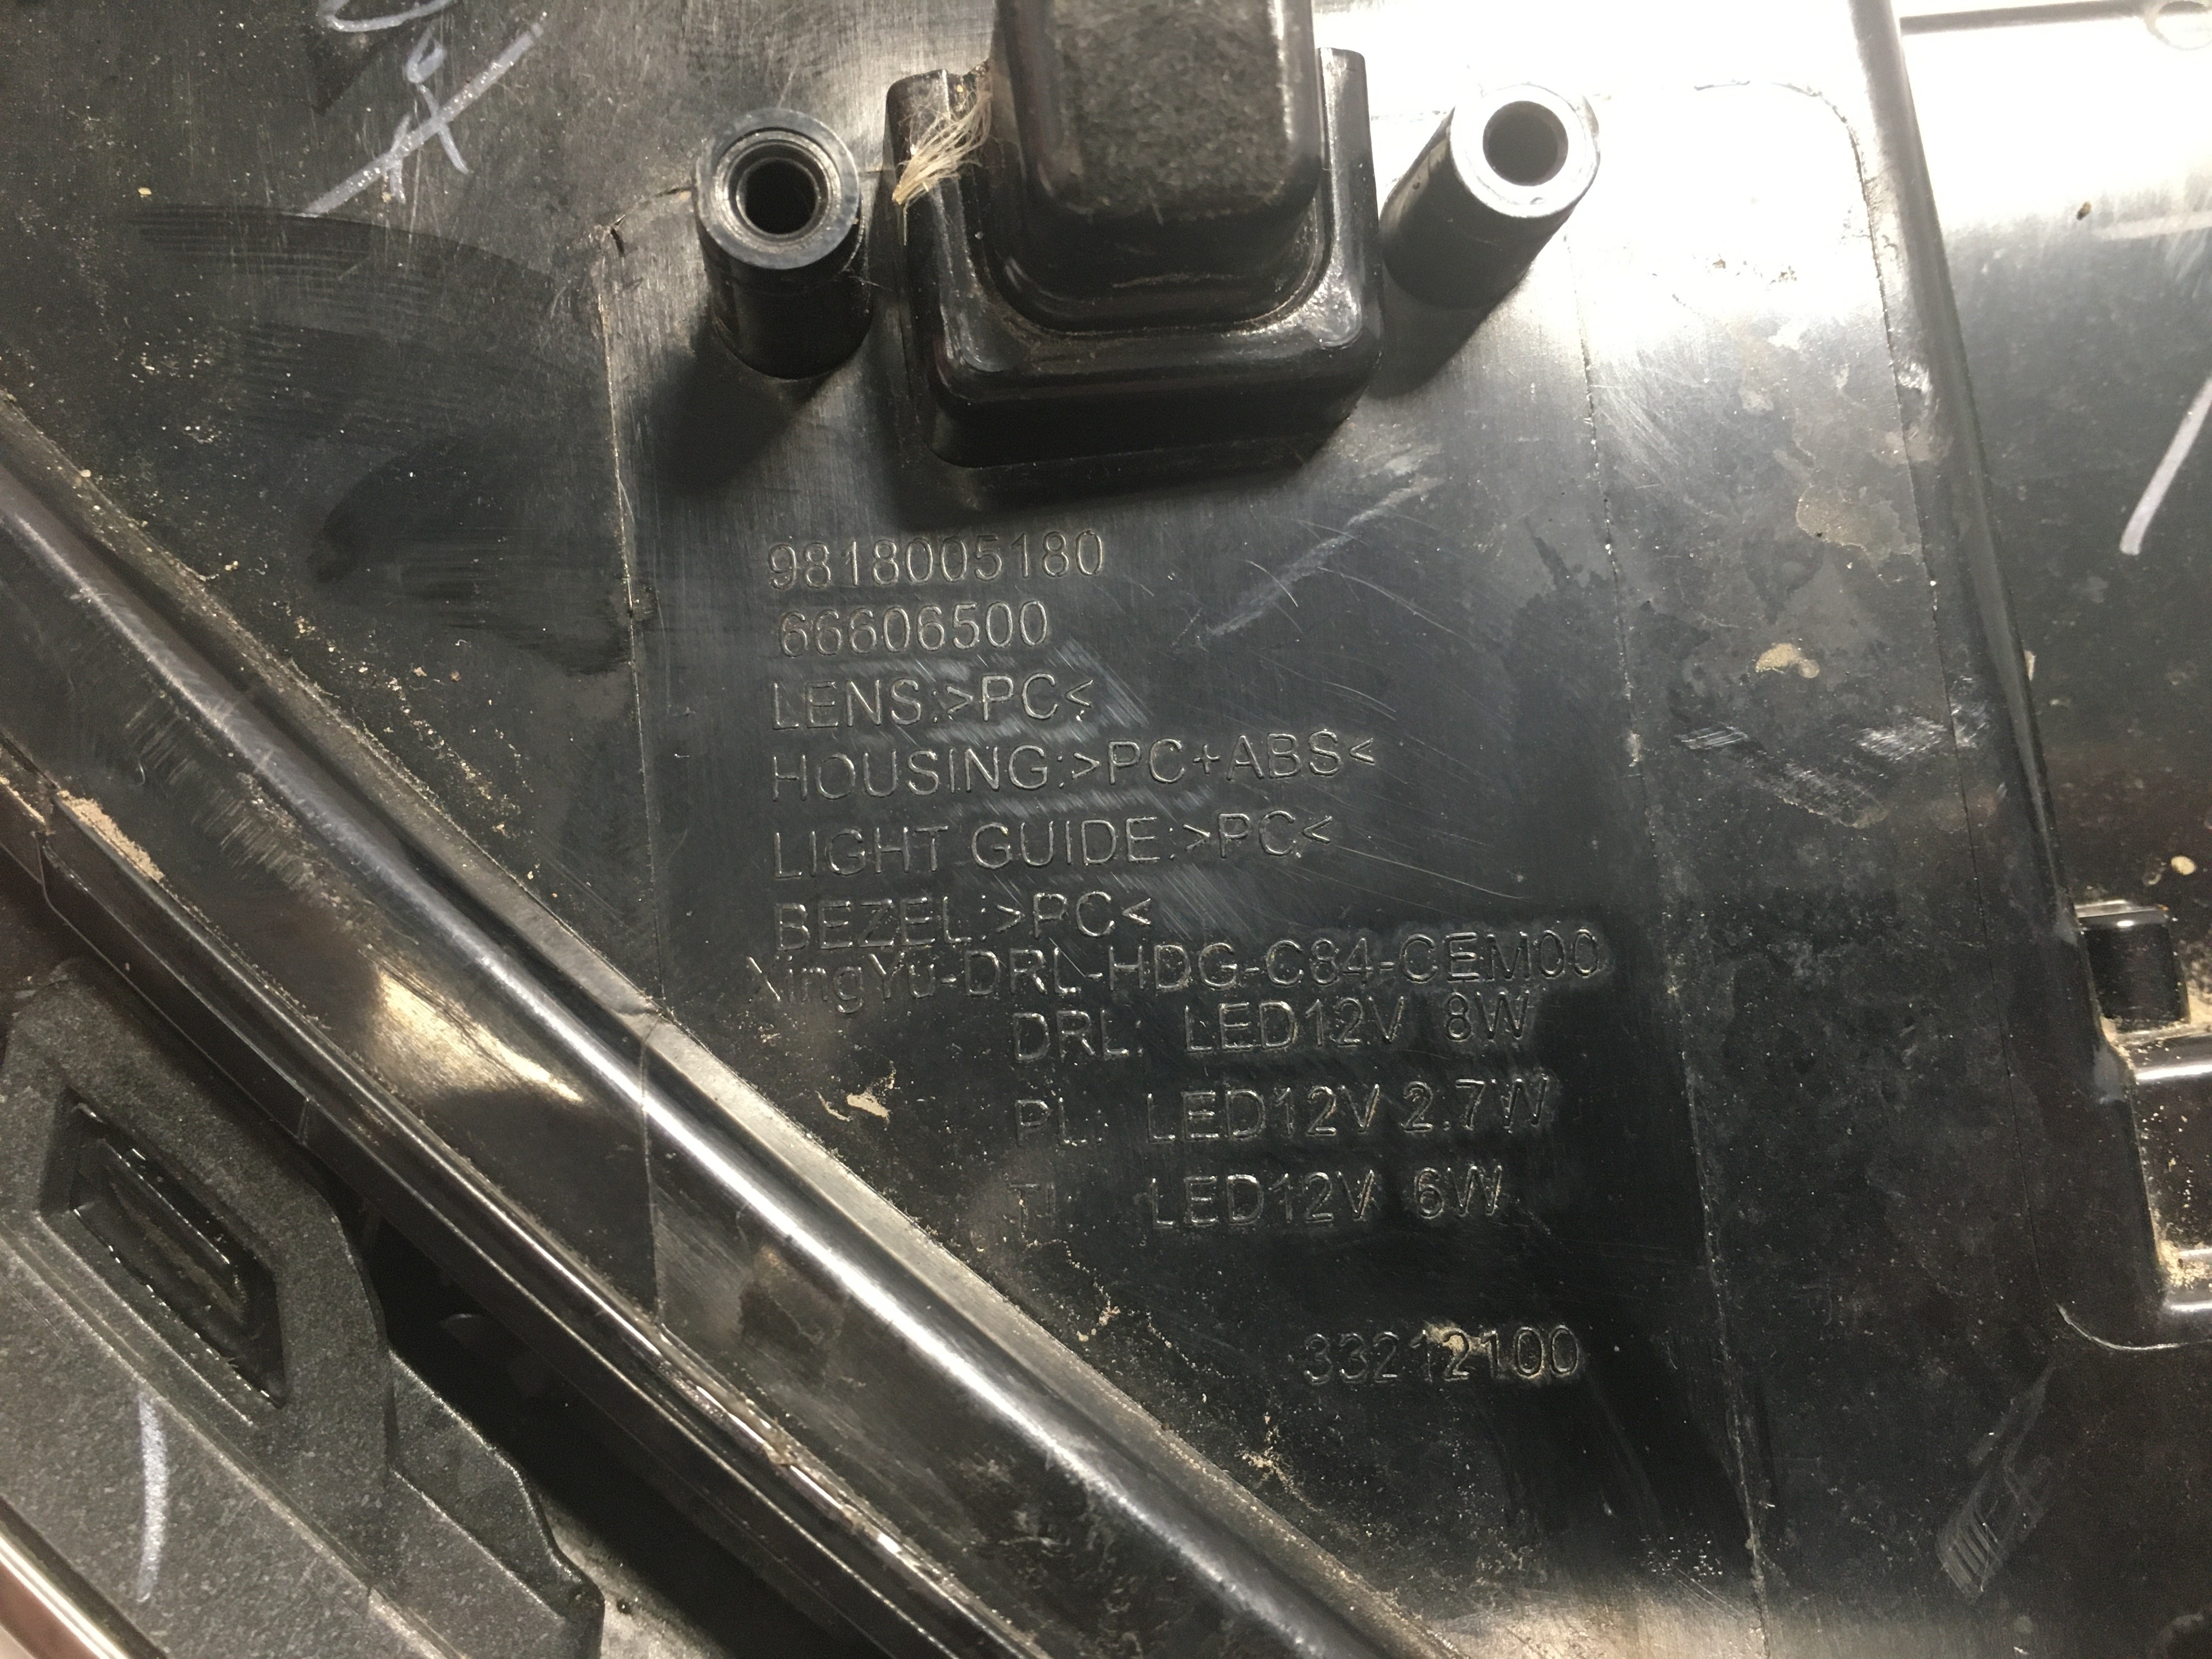 9818005180
66606500
LENS:>PC<
HOUSING:>PC+ABS<
LIGHT GUIDE:>PC<
BEZEL:>PC<
XingYu-DRL-HDG-C84-CEM00
DRL: LED12V 8W
PL: LED12V 2.7W
LED12V 6W
33212100